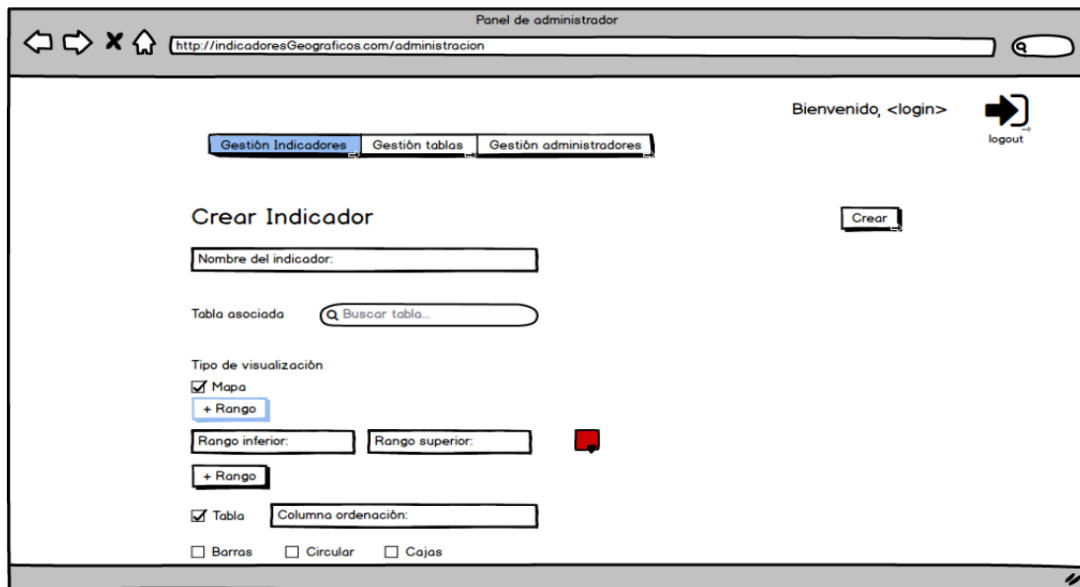 Panel de administrador
http://indicadoresGeograficos.com/administracion
Bienvenido, <login>
logout
Gestión Indicadores Gestión tablas Gestión administradores
Crear Indicador Crear
Nombre del indicador:
Tabla asociada Buscar tabla...
Tipo de visualización
Mapa
+ Rango
Rango inferior: Rango superior:
+ Rango
Tabla Columna ordenación:
Barras Circular Cajas